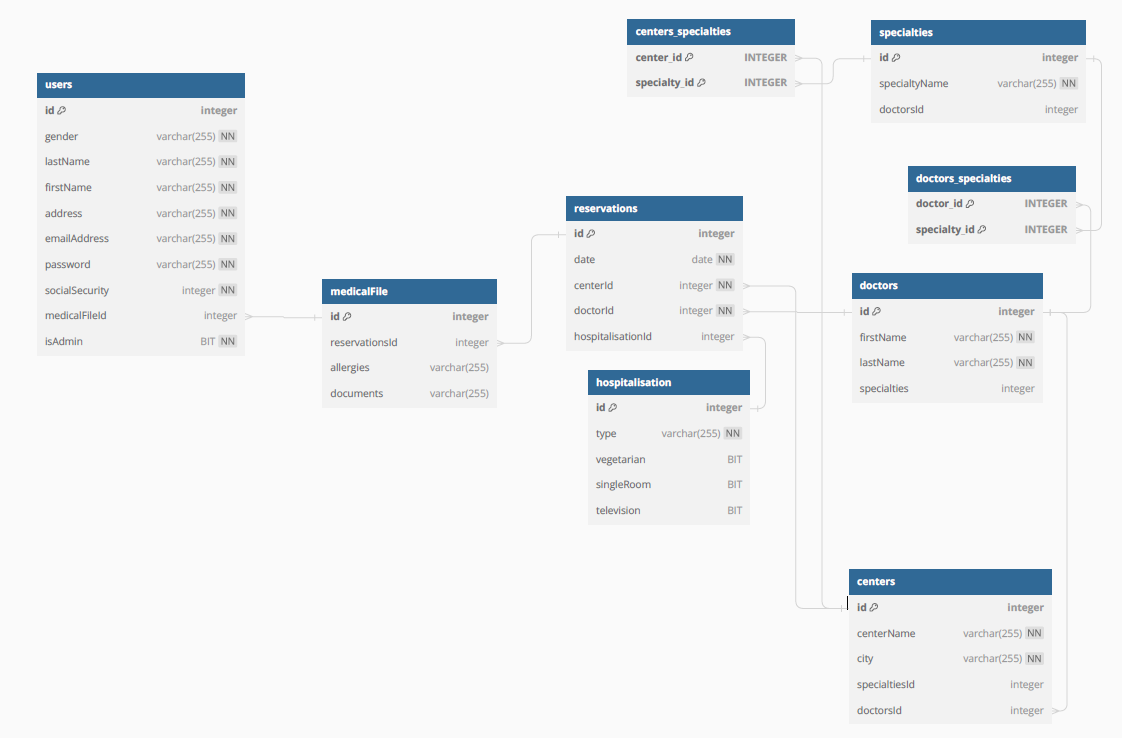 users
id integer
gender varchar(255) NN
lastName varchar(255) NN
firstName varchar(255) NN
address varchar(255) NN
emailAddress varchar(255) NN
password varchar(255) NN
socialSecurity integer NN
medicalFileId integer
isAdmin BIT NN
medicalFile
id integer
reservationsId integer
allergies varchar(255)
documents varchar(255)
reservations
id integer
date date NN
centerId integer NN
doctorId integer NN
hospitalisationId integer
hospitalisation
id integer
type varchar(255) NN
vegetarian BIT
singleRoom BIT
television BIT
centers_specialties
center_id INTEGER
specialty_id INTEGER
specialties
id integer
specialtyName varchar(255) NN
doctorsId integer
doctors_specialties
doctor_id INTEGER
specialty_id INTEGER
doctors
id integer
firstName varchar(255) NN
lastName varchar(255) NN
specialties integer
centers
id integer
centerName varchar(255) NN
city varchar(255) NN
specialtiesId integer
doctorsId integer